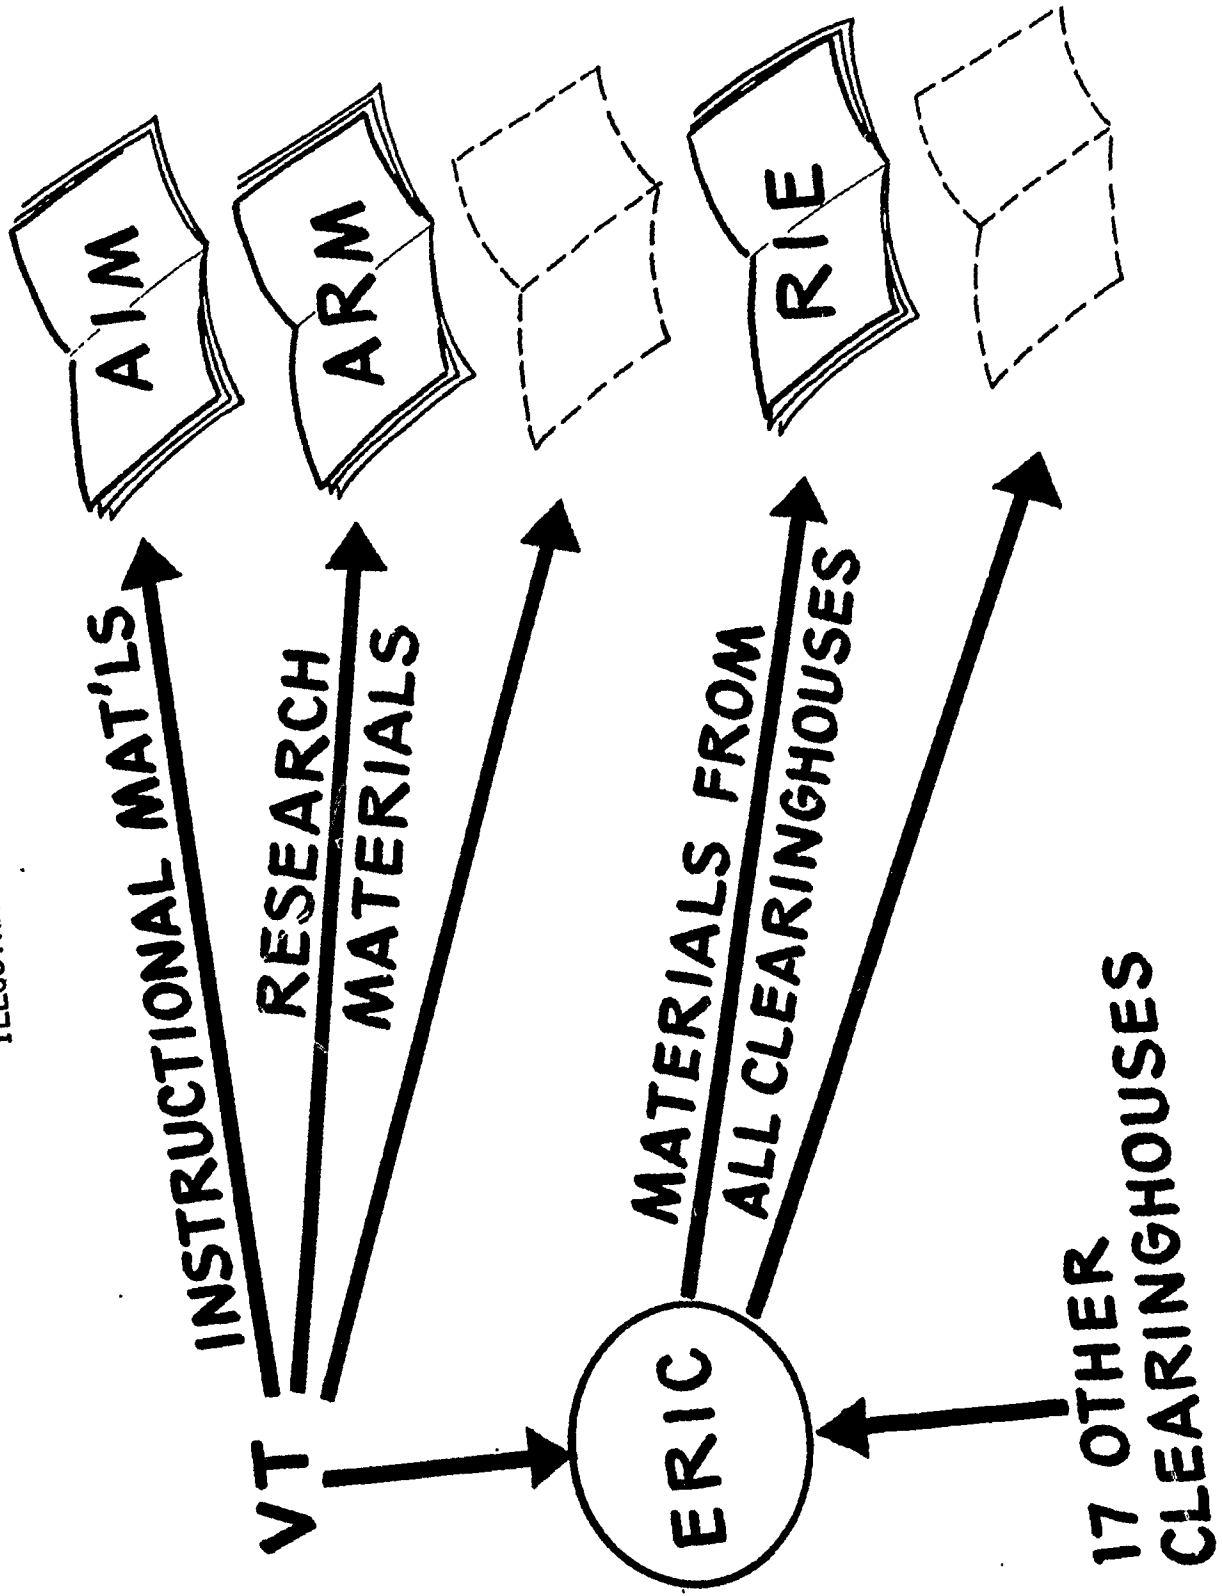 VT
INSTRUCTIONAL MAT'LS
AIM
RESEARCH
MATERIALS
ARM
ERIC
MATERIALS FROM
ALL CLEARINGHOUSES
RIE
17 OTHER
CLEARINGHOUSES